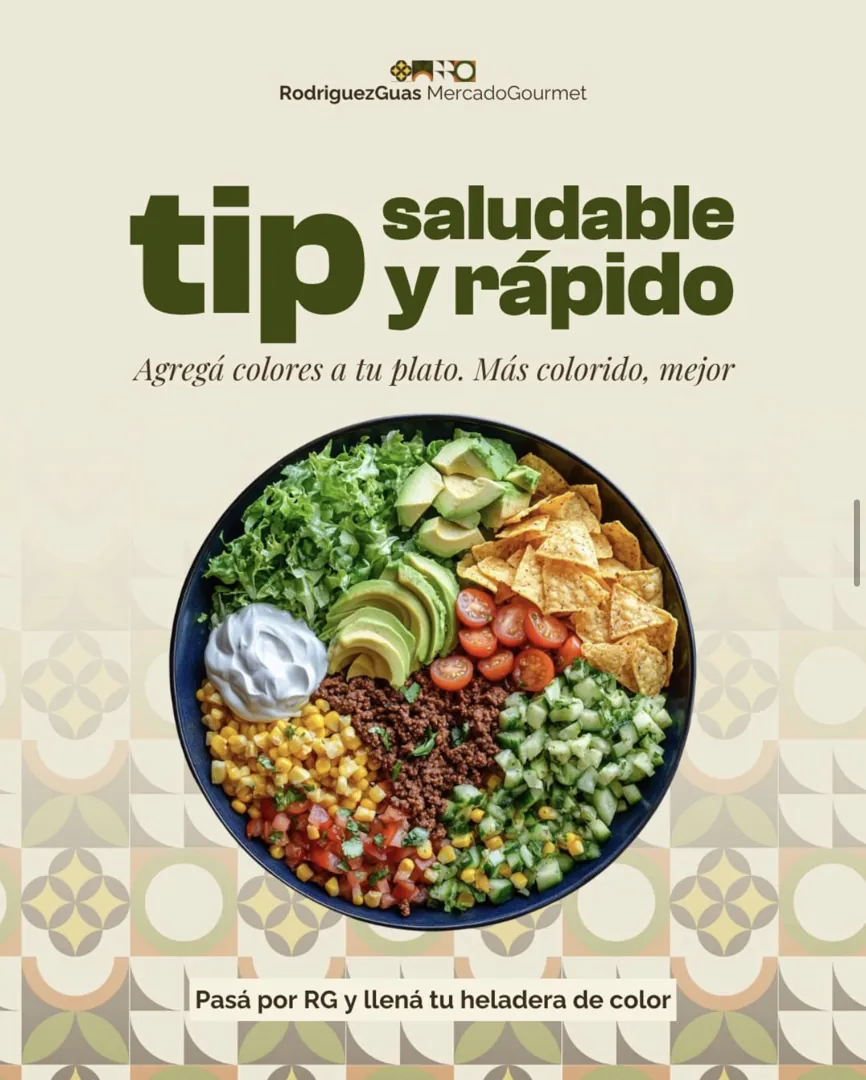 RodriguezGuas MercadoGourmet
tip saludable
y rápido
Agregá colores a tu plato. Más colorido, mejor
Pasá por RG y llená tu heladera de color